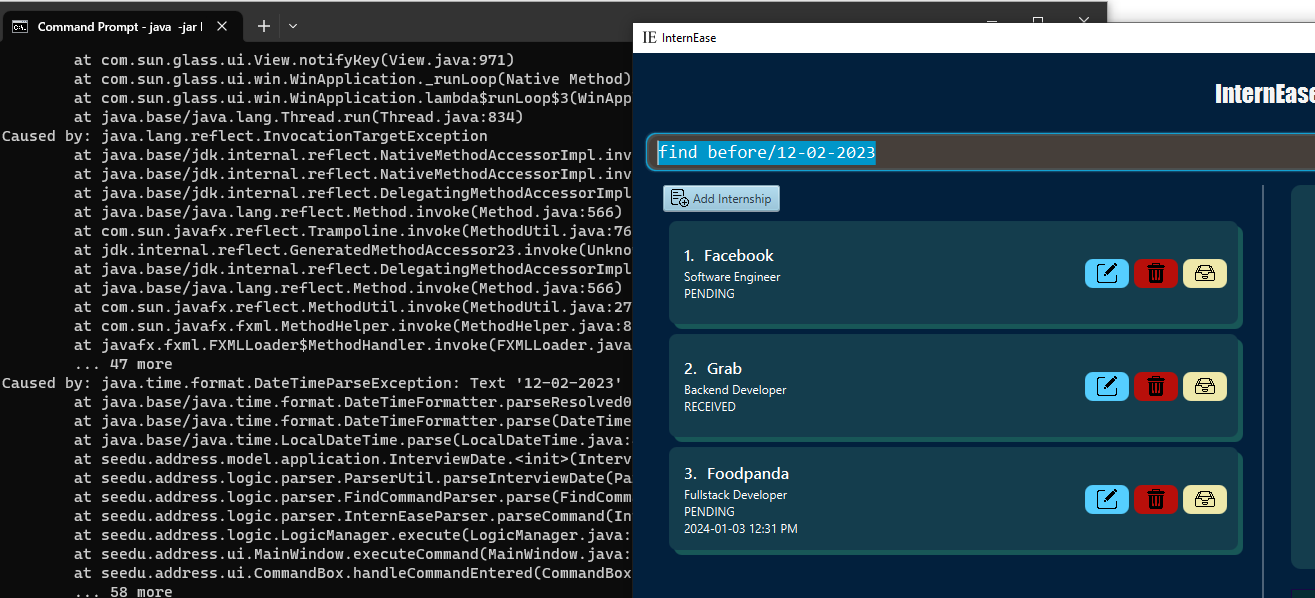 Command Prompt - java -jar
at com.sun.glass.ui.View.notifyKey(View.java:971)
at com.sun.glass.ui.win.WinApplication._runLoop(Native Method)
at com.sun.glass.ui.win.WinApplication.lambda$runLoop$3(WinApp
at java.base/java.lang.Thread.run(Thread.java:834)
Caused by: java.lang.reflect.InvocationTargetException
at java.base/jdk.internal.reflect.NativeMethodAccessorImpl.inv
at java.base/jdk.internal.reflect.NativeMethodAccessorImpl.inv
at java.base/jdk.internal.reflect.DelegatingMethodAccessorImpl
at java.base/java.lang.reflect.Method.invoke(Method.java:566)
at com.sun.javafx.reflect.Trampoline.invoke(MethodUtil.java:76
at jdk.internal.reflect.GeneratedMethodAccessor23.invoke(Unkno
at java.base/jdk.internal.reflect.DelegatingMethodAccessorImpl
at java.base/java.lang.reflect.Method.invoke(Method.java:566)
at com.sun.javafx.reflect.MethodUtil.invoke(MethodUtil.java:27
at com.sun.javafx.fxml.MethodHelper.invoke(MethodHelper.java:8
at javafx.fxml.FXMLLoader$MethodHandler.invoke(FXMLLoader.java
... 47 more
Caused by: java.time.format.DateTimeParseException: Text '12-02-2023'
at java.base/java.time.format.DateTimeFormatter.parseResolved0
at java.base/java.time.format.DateTimeFormatter.parse(DateTime
at java.base/java.time.LocalDateTime.parse(LocalDateTime.java:
at seedu.address.model.application.InterviewDate.<init>(Interv
at seedu.address.logic.parser.ParserUtil.parseInterviewDate(Pa
at seedu.address.logic.parser.FindCommandParser.parse(FindComm
at seedu.address.logic.parser.InternEaseParser.parseCommand(In
at seedu.address.logic.LogicManager.execute(LogicManager.java:
at seedu.address.ui.MainWindow.executeCommand(MainWindow.java:
at seedu.address.ui.CommandBox.handleCommandEntered(CommandBox
... 58 more
IE InternEase
InternEase
find before/12-02-2023
Add Internship
1. Facebook
Software Engineer
PENDING
2. Grab
Backend Developer
RECEIVED
3. Foodpanda
Fullstack Developer
PENDING
2024-01-03 12:31 PM